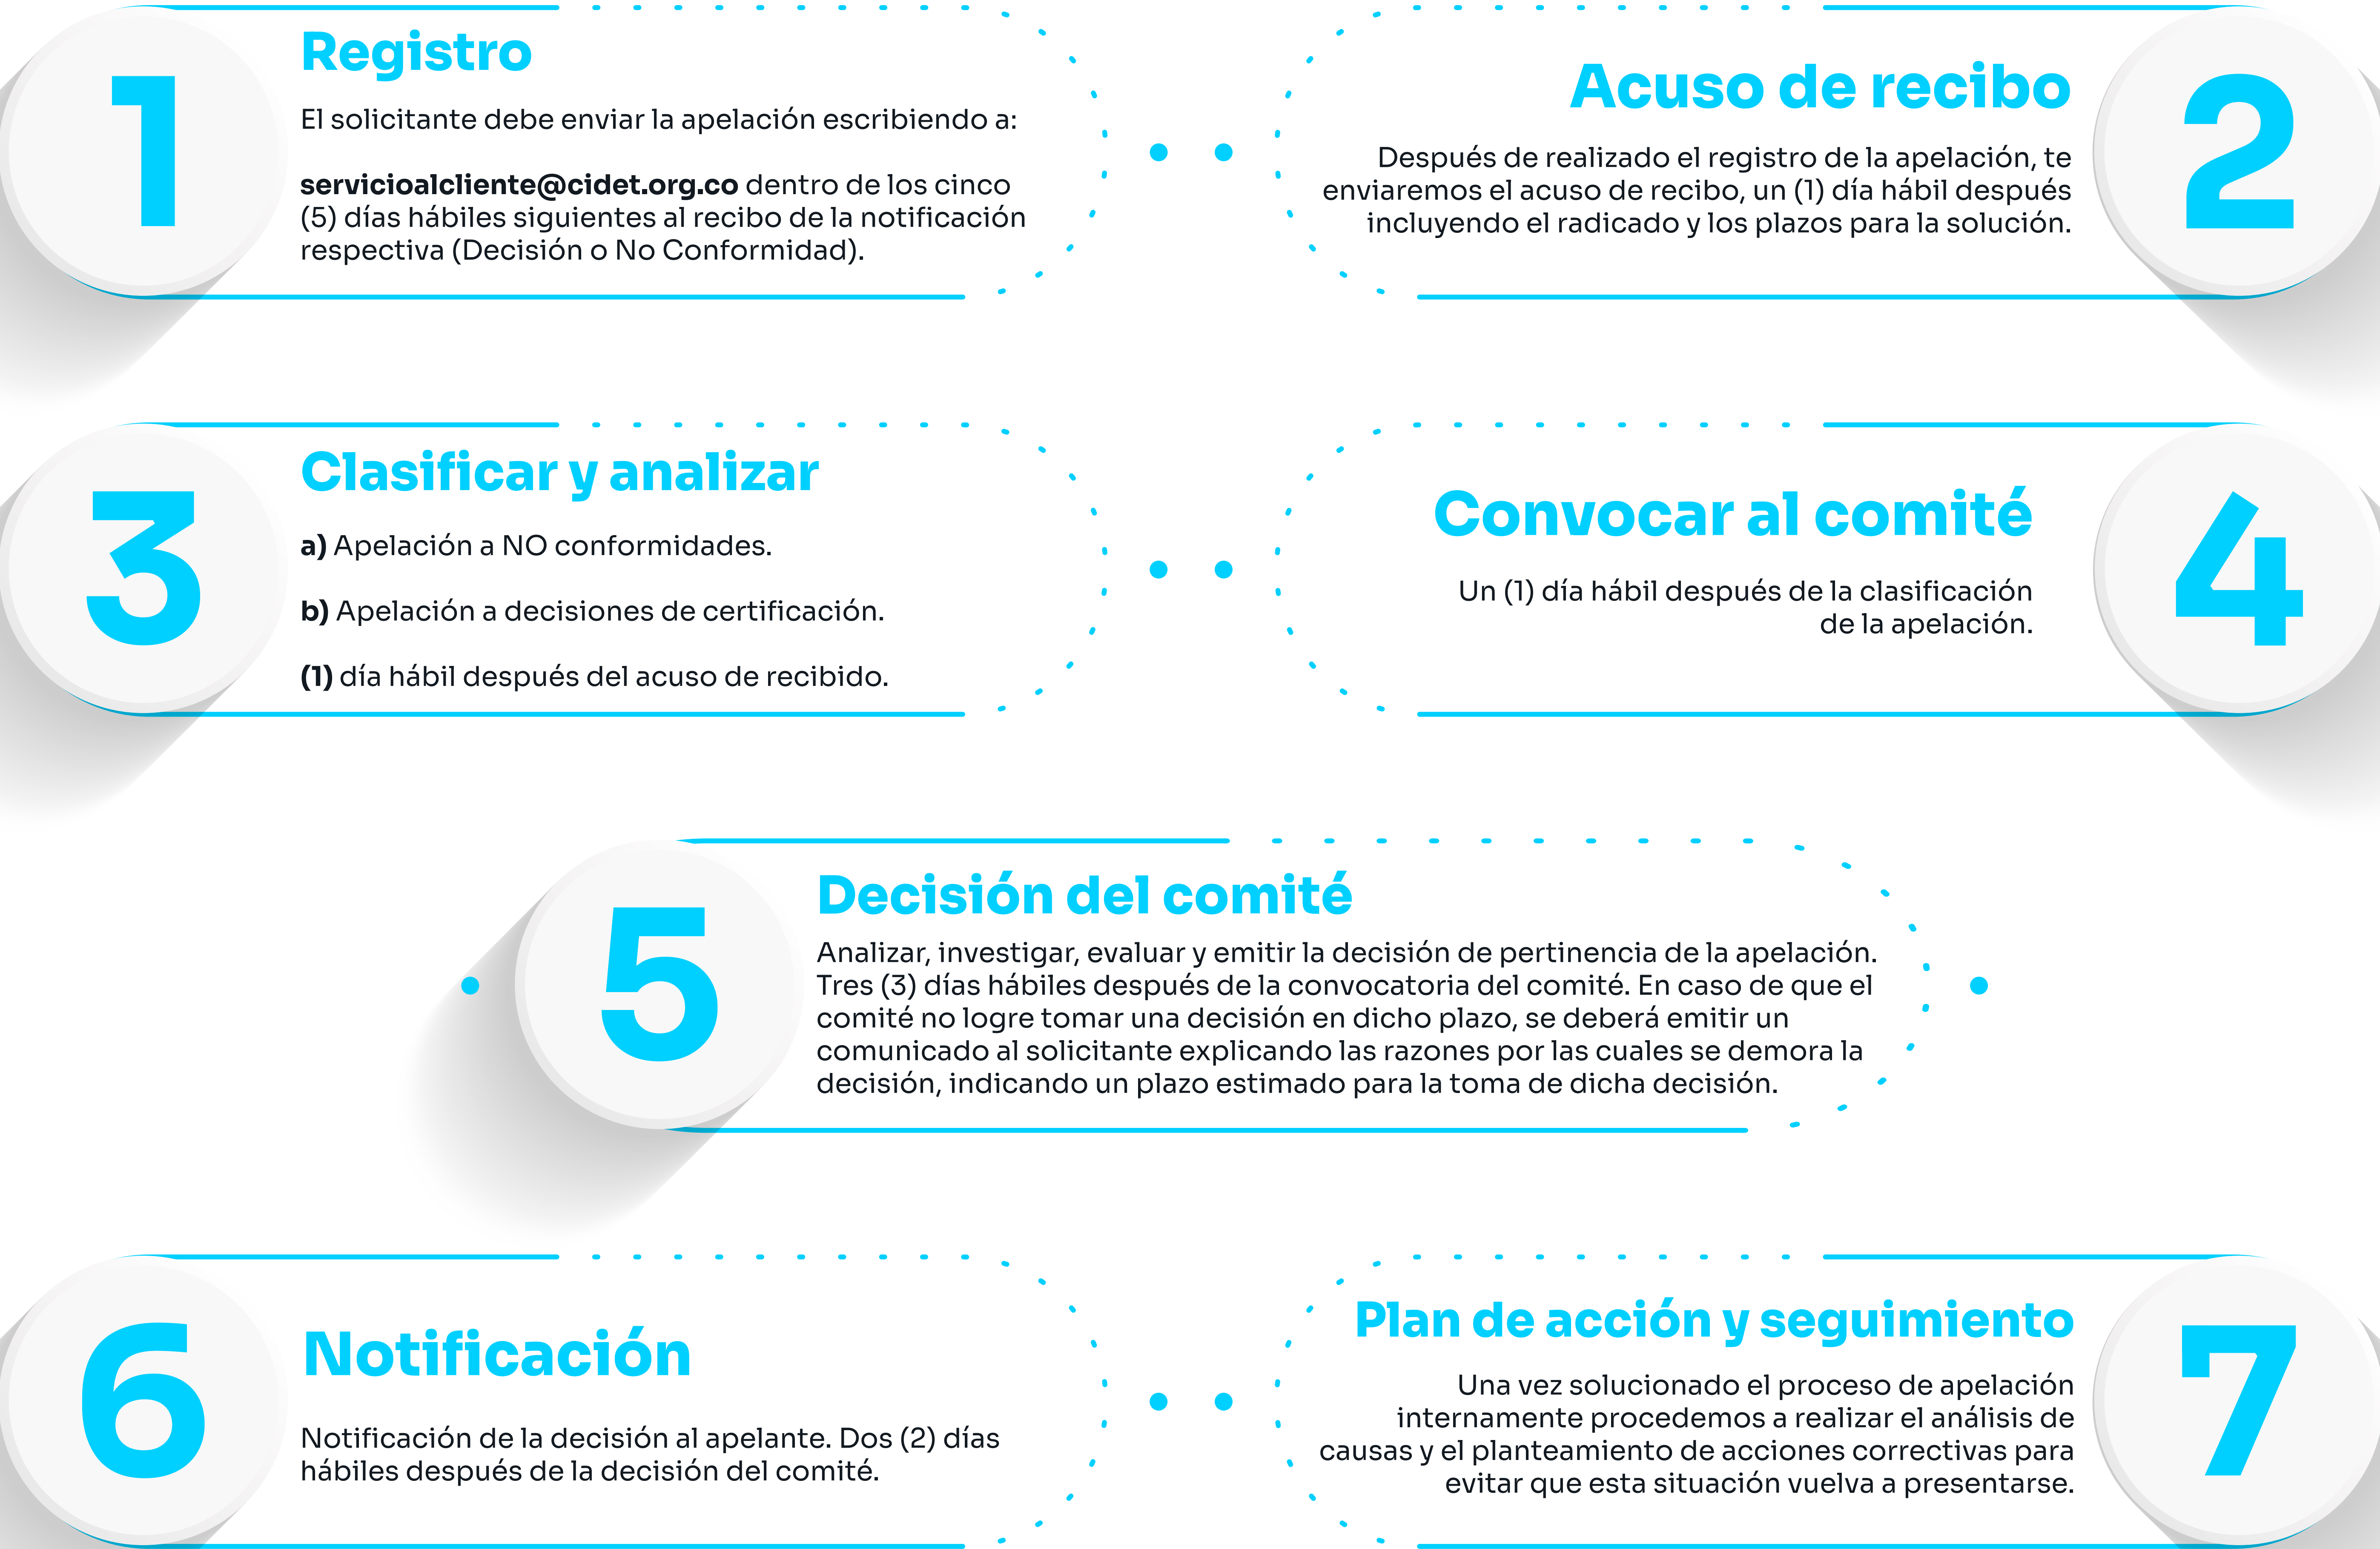 1
Registro
El solicitante debe enviar la apelación escribiendo a:
servicioalcliente@cidet.org.co dentro de los cinco
(5) días hábiles siguientes al recibo de la notificación
respectiva (Decisión o No Conformidad).
2
Acuso de recibo
Después de realizado el registro de la apelación, te
enviaremos el acuso de recibo, un (1) día hábil después
incluyendo el radicado y los plazos para la solución.
3
Clasificar y analizar
a) Apelación a NO conformidades.
b) Apelación a decisiones de certificación.
(1) día hábil después del acuso de recibido.
4
Convocar al comité
Un (1) día hábil después de la clasificación
de la apelación.
5
Decisión del comité
Analizar, investigar, evaluar y emitir la decisión de pertinencia de la apelación.
Tres (3) días hábiles después de la convocatoria del comité. En caso de que el
comité no logre tomar una decisión en dicho plazo, se deberá emitir un
comunicado al solicitante explicando las razones por las cuales se demora la
decisión, indicando un plazo estimado para la toma de dicha decisión.
6
Notificación
Notificación de la decisión al apelante. Dos (2) días
hábiles después de la decisión del comité.
7
Plan de acción y seguimiento
Una vez solucionado el proceso de apelación
internamente procedemos a realizar el análisis de
causas y el planteamiento de acciones correctivas para
evitar que esta situación vuelva a presentarse.